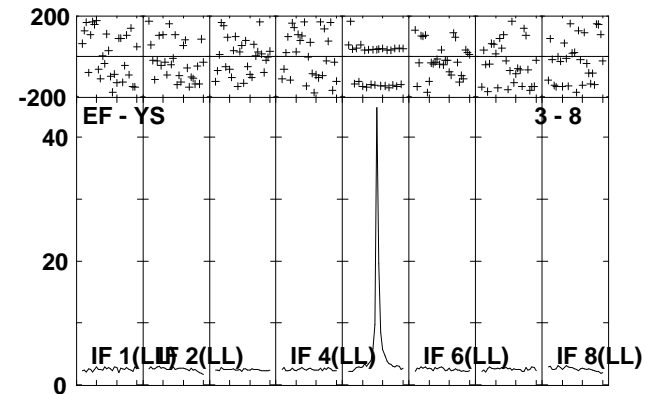 200
-200
EF - YS 3 - 8
40
20
IF 1(LL) IF 2(LL) IF 4(LL) IF 6(LL) IF 8(LL)
0